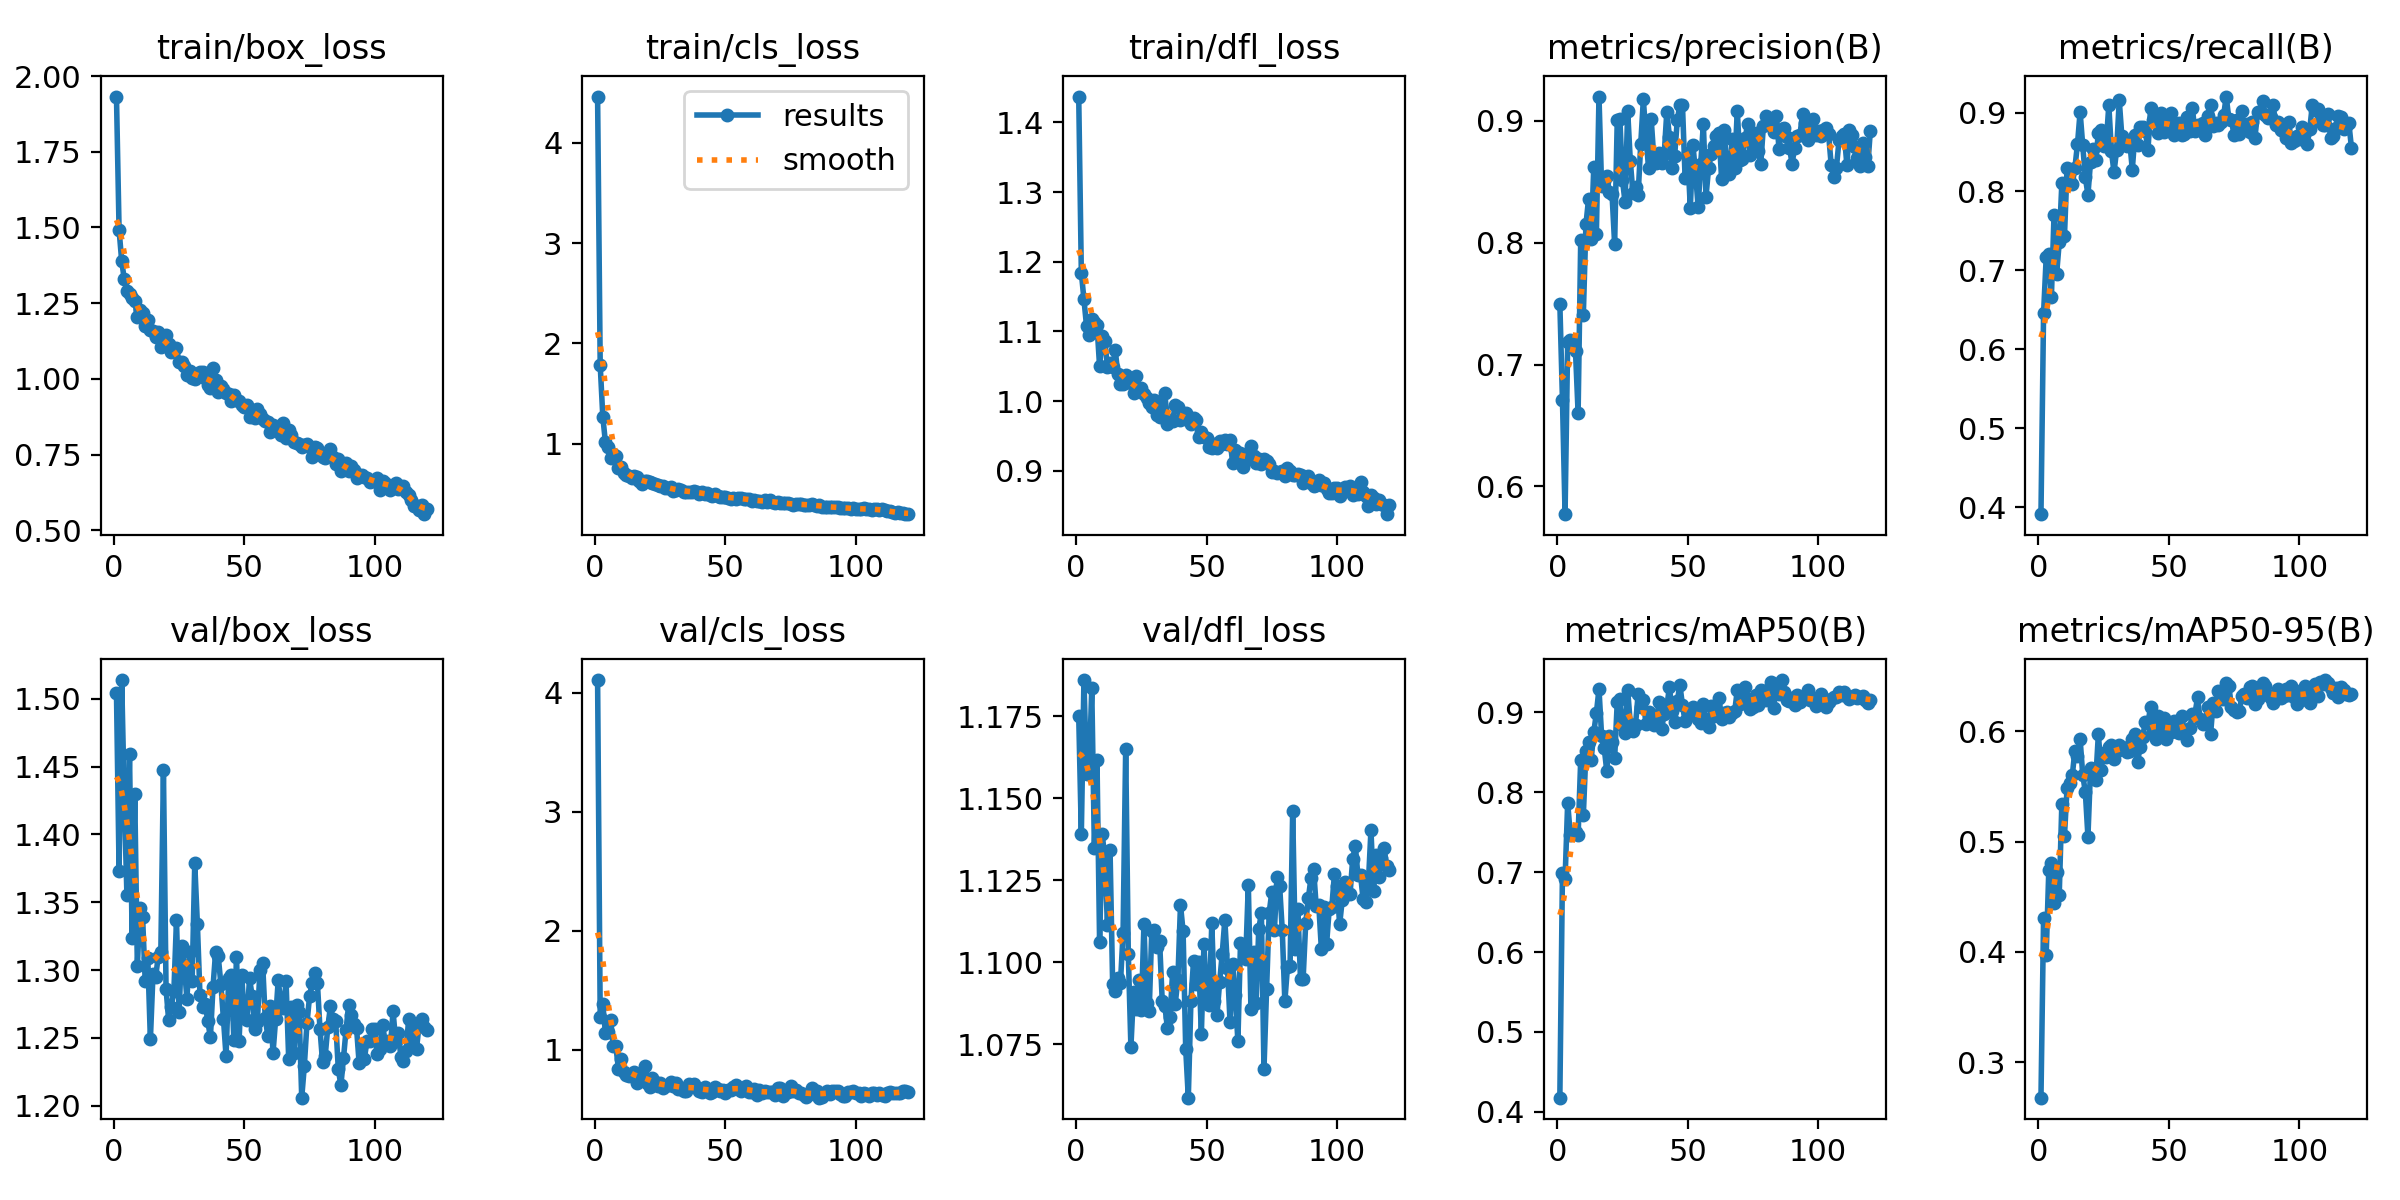 train/box_loss
2.00
1.75
1.50
1.25
1.00
0.75
0.50
0 50 100
train/cls_loss
results
smooth
4
3
2
1
0 50 100
train/dfl_loss
1.4
1.3
1.2
1.1
1.0
0.9
0 50 100
metrics/precision(B)
0.9
0.8
0.7
0.6
0 50 100
metrics/recall(B)
0.9
0.8
0.7
0.6
0.5
0.4
0 50 100
val/box_loss
1.50
1.45
1.40
1.35
1.30
1.25
1.20
0 50 100
val/cls_loss
4
3
2
1
0 50 100
val/dfl_loss
1.175
1.150
1.125
1.100
1.075
0 50 100
metrics/mAP50(B)
0.9
0.8
0.7
0.6
0.5
0.4
0 50 100
metrics/mAP50-95(B)
0.6
0.5
0.4
0.3
0 50 100